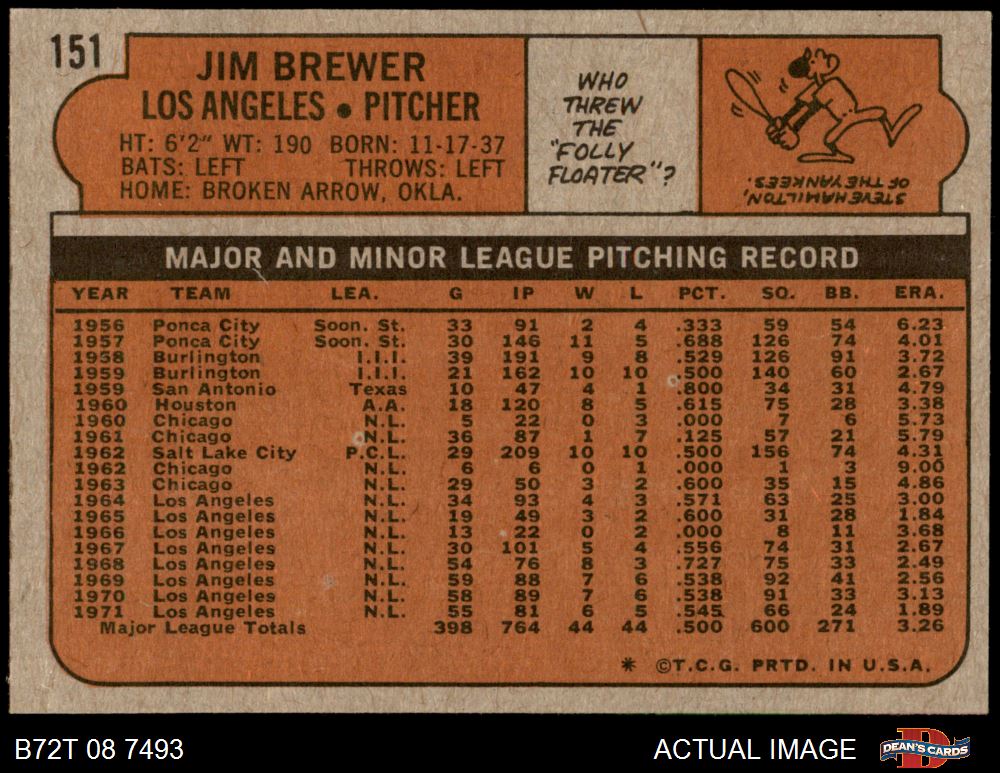 151
JIM BREWER
LOS ANGELES • PITCHER
HT: 6'2" WT: 190 BORN: 11-17-37
BATS: LEFT THROWS: LEFT
HOME: BROKEN ARROW, OKLA.
WHO
THREW
THE
"FOLLY
FLOATER"?
STEVE HAMILTON,
OF THE YANKEES.
MAJOR AND MINOR LEAGUE PITCHING RECORD
YEAR TEAM LEA. G IP W L PCT. SO. BB. ERA.
1956 Ponca City Soon. St. 33 91 2 4 .333 59 54 6.23
1957 Ponca City Soon. St. 30 146 11 5 .688 126 74 4.01
1958 Burlington I.I.I. 39 191 9 8 .529 126 91 3.72
1959 Burlington I.I.I. 21 162 10 10 .500 140 60 2.67
1959 San Antonio Texas 10 47 4 1 .800 34 31 4.79
1960 Houston A.A. 18 120 8 5 .615 75 28 3.38
1960 Chicago N.L. 5 22 0 3 .000 7 6 5.73
1961 Chicago N.L. 36 87 1 7 .125 57 21 5.79
1962 Salt Lake City P.C.L. 29 209 10 10 .500 156 74 4.31
1962 Chicago N.L. 6 6 0 1 .000 1 3 9.00
1963 Chicago N.L. 29 50 3 2 .600 35 15 4.86
1964 Los Angeles N.L. 34 93 4 3 .571 63 25 3.00
1965 Los Angeles N.L. 19 49 3 2 .600 31 28 1.84
1966 Los Angeles N.L. 13 22 0 2 .000 8 11 3.68
1967 Los Angeles N.L. 30 101 5 4 .556 74 31 2.67
1968 Los Angeles N.L. 54 76 8 3 .727 75 33 2.49
1969 Los Angeles N.L. 59 88 7 6 .538 92 41 2.56
1970 Los Angeles N.L. 58 89 7 6 .538 91 33 3.13
1971 Los Angeles N.L. 55 81 6 5 .545 66 24 1.89
Major League Totals 398 764 44 44 .500 600 271 3.26
* ©T.C.G. PRTD. IN U.S.A.
B72T 08 7493 ACTUAL IMAGE DEAN'S CARDS